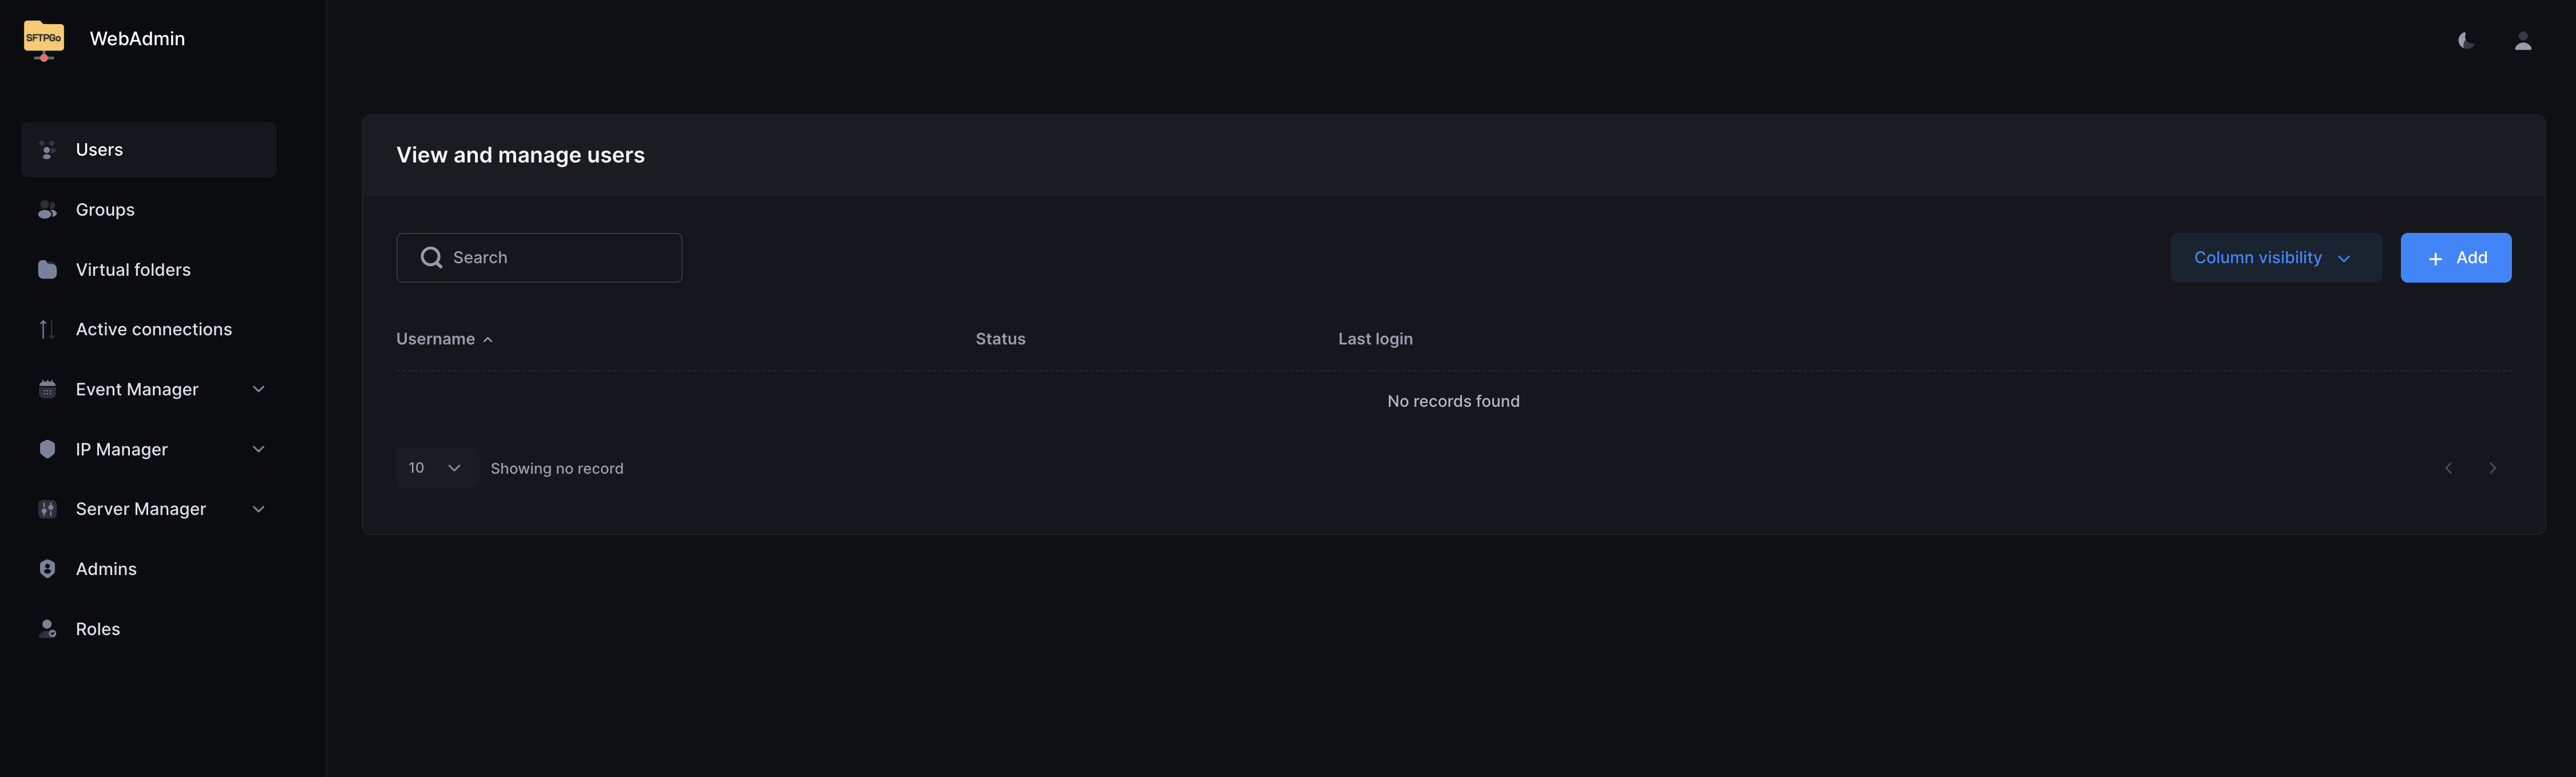 SFTPGo
WebAdmin
Users
Groups
Virtual folders
Active connections
Event Manager
IP Manager
Server Manager
Admins
Roles
View and manage users
Search
Column visibility
Add
Username Status Last login
No records found
10 Showing no record